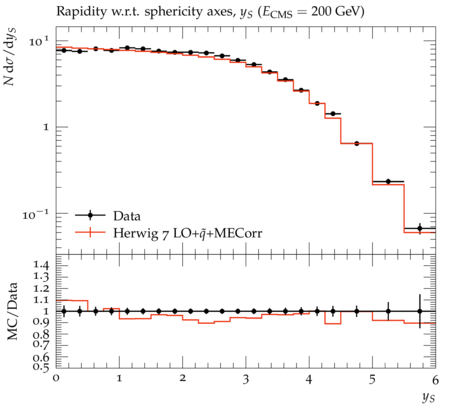 Rapidity w.r.t. sphericity axes, y_S (E_CMS = 200 GeV)
N dσ/dy_S
10¹
1
10⁻¹
Data
Herwig 7 LO+q̃+MECorr
MC/Data
1.4
1.3
1.2
1.1
1
0.9
0.8
0.7
0.6
0.5
0 1 2 3 4 5 6
y_S